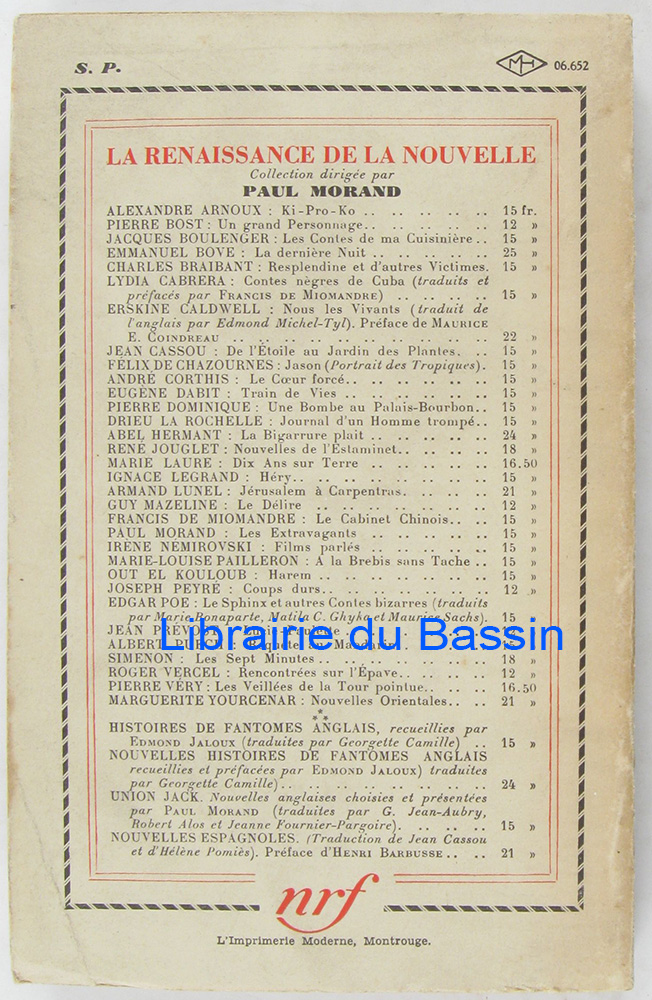 S. P.
MH 06.652
LA RENAISSANCE DE LA NOUVELLE
Collection dirigée par
PAUL MORAND
ALEXANDRE ARNOUX : Ki-Pro-Ko .. .. .. .. .. 15 fr.
PIERRE BOST : Un grand Personnage.. .. .. .. .. 12 »
JACQUES BOULENGER : Les Contes de ma Cuisinière .. 15 »
EMMANUEL BOVE : La dernière Nuit .. .. .. .. .. 25 »
CHARLES BRAIBANT : Resplendine et d'autres Victimes. 15 »
LYDIA CABRERA : Contes nègres de Cuba (traduits et
préfacés par FRANCIS DE MIOMANDRE) .. .. .. .. 15 »
ERSKINE CALDWELL : Nous les Vivants (traduit de
l'anglais par Edmond Michel-Tyl). Préface de MAURICE
E. COINDREAU .. .. .. .. .. .. .. .. .. .. 22 »
JEAN CASSOU : De l'Étoile au Jardin des Plantes. .. 15 »
FÉLIX DE CHAZOURNES : Jason (Portrait des Tropiques). 15 »
ANDRÉ CORTHIS : Le Cœur forcé.. .. .. .. .. .. 15 »
EUGÈNE DABIT : Train de Vies .. .. .. .. .. .. 15 »
PIERRE DOMINIQUE : Une Bombe au Palais-Bourbon.. 15 »
DRIEU LA ROCHELLE : Journal d'un Homme trompé.. 15 »
ABEL HERMANT : La Bigarrure plait .. .. .. .. .. 24 »
RENÉ JOUGLET : Nouvelles de l'Estaminet.. .. .. .. 18 »
MARIE LAURE : Dix Ans sur Terre .. .. .. .. .. 16.50
IGNACE LEGRAND : Héry.. .. .. .. .. .. .. .. 15 »
ARMAND LUNEL : Jérusalem à Carpentras. .. .. .. 21 »
GUY MAZELINE : Le Délire .. .. .. .. .. .. .. 12 »
FRANCIS DE MIOMANDRE : Le Cabinet Chinois.. .. 15 »
PAUL MORAND : Les Extravagants .. .. .. .. .. 15 »
IRÈNE NÉMIROVSKI : Films parlés .. .. .. .. .. 15 »
MARIE-LOUISE PAILLERON : A la Brebis sans Tache .. 15 »
OUT EL KOULOUB : Harem .. .. .. .. .. .. .. 15 »
JOSEPH PEYRÉ : Coups durs.. .. .. .. .. .. .. 12 »
EDGAR POE : Le Sphinx et autres Contes bizarres (traduits
par Marie Bonaparte, Matila C. Ghyka et Maurice Sachs). 15 »
JEAN PRÉVOST
Librairie du Bassin
ALBERT
SIMENON : Les Sept Minutes .. .. .. .. .. .. .. 18 »
ROGER VERCEL : Rencontrées sur l'Épave.. .. .. .. 12 »
PIERRE VÉRY : Les Veillées de la Tour pointue.. .. .. 16.50
MARGUERITE YOURCENAR : Nouvelles Orientales.. .. 21 »
HISTOIRES DE FANTOMES ANGLAIS, recueillies par
EDMOND JALOUX (traduites par Georgette Camille) .. 15 »
NOUVELLES HISTOIRES DE FANTOMES ANGLAIS
recueillies et préfacées par EDMOND JALOUX) traduites
par Georgette Camille).. .. .. .. .. .. .. .. .. 24 »
UNION JACK. Nouvelles anglaises choisies et présentées
par PAUL MORAND (traduites par G. Jean-Aubry,
Robert Alos et Jeanne Fournier-Pargoire). .. .. .. .. 15 »
NOUVELLES ESPAGNOLES. (Traduction de Jean Cassou
et d'Hélène Pomiès). Préface d'HENRI BARBUSSE .. .. 21 »
nrf
L'Imprimerie Moderne, Montrouge.